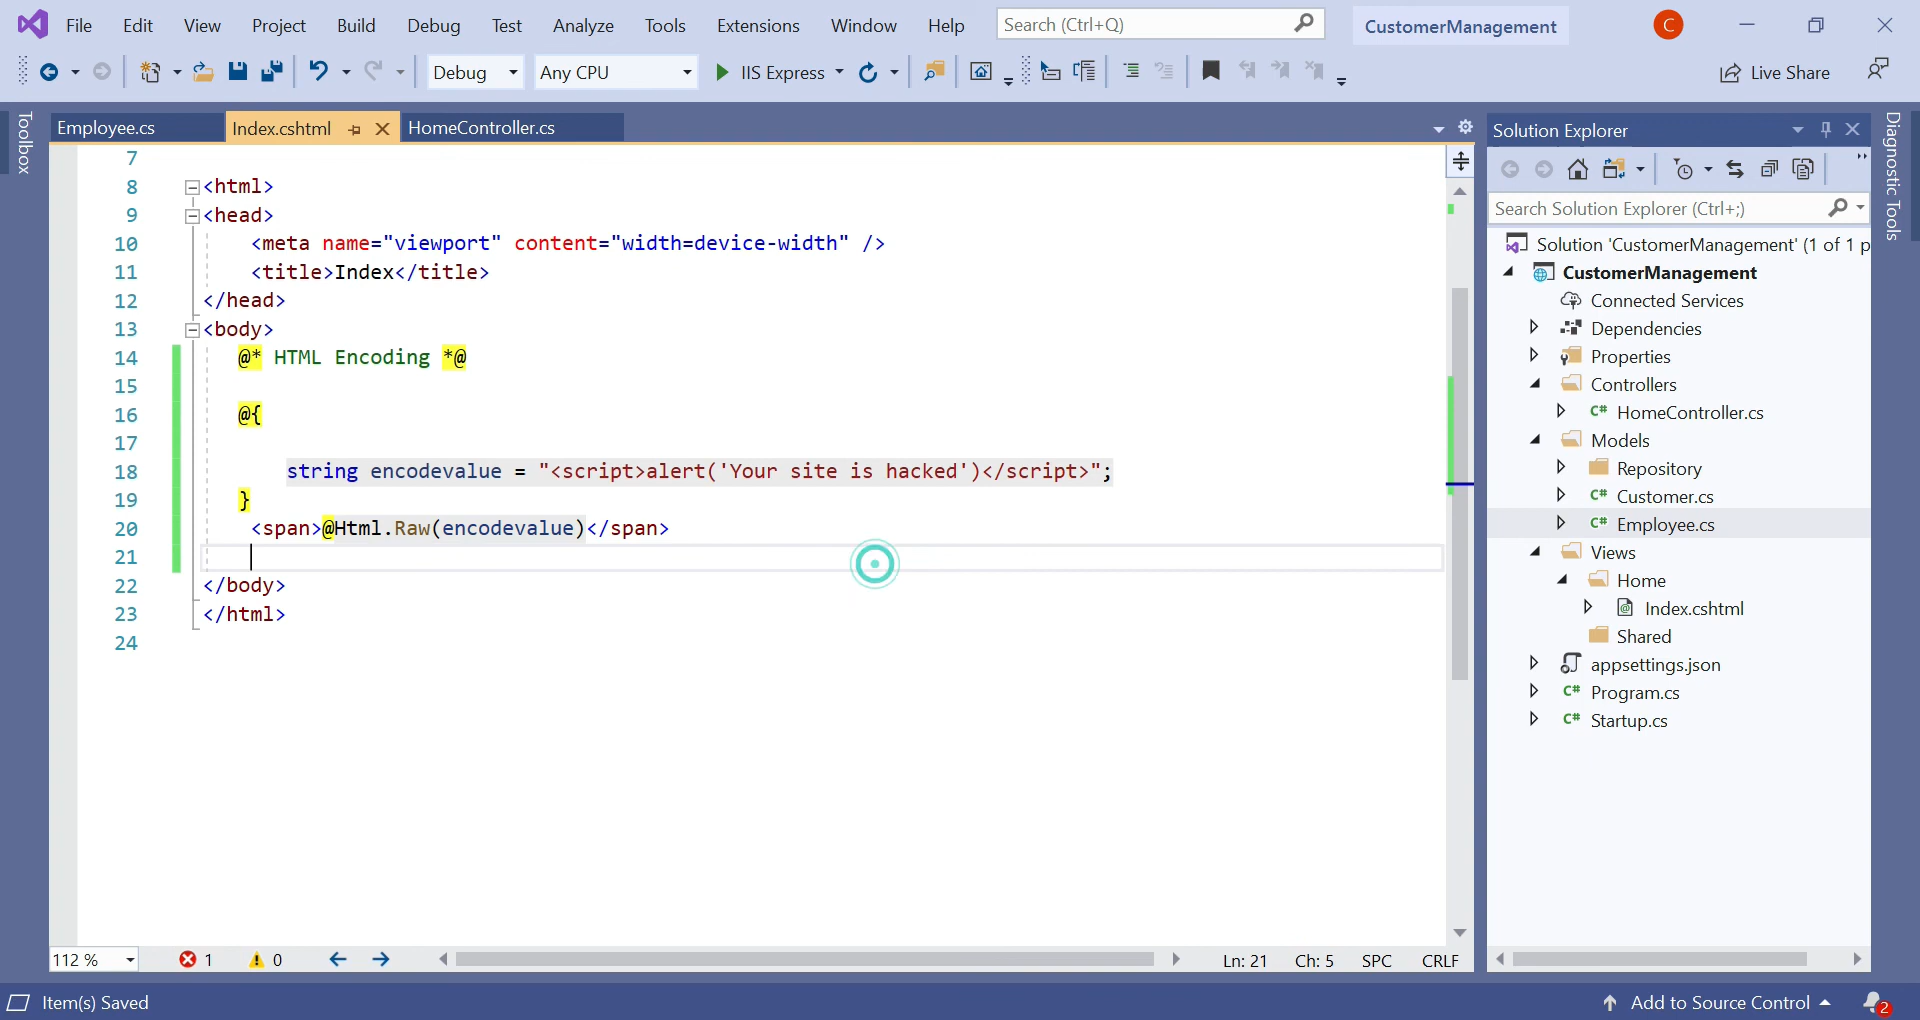 File Edit View Project Build Debug Test Analyze Tools Extensions Window Help Search (Ctrl+Q) CustomerManagement C
Debug Any CPU IIS Express Live Share
Toolbox
Employee.cs Index.cshtml HomeController.cs
7
8 <html>
9 <head>
10 <meta name="viewport" content="width=device-width" />
11 <title>Index</title>
12 </head>
13 <body>
14 @* HTML Encoding *@
15
16 @{
17
18 string encodevalue = "<script>alert('Your site is hacked')</script>";
19 }
20 <span>@Html.Raw(encodevalue)</span>
21
22 </body>
23 </html>
24
112 % 1 0 Ln: 21 Ch: 5 SPC CRLF
Solution Explorer
Search Solution Explorer (Ctrl+;)
Solution 'CustomerManagement' (1 of 1 p
CustomerManagement
Connected Services
Dependencies
Properties
Controllers
C# HomeController.cs
Models
Repository
C# Customer.cs
C# Employee.cs
Views
Home
Index.cshtml
Shared
appsettings.json
C# Program.cs
C# Startup.cs
Diagnostic Tools
Item(s) Saved Add to Source Control 2